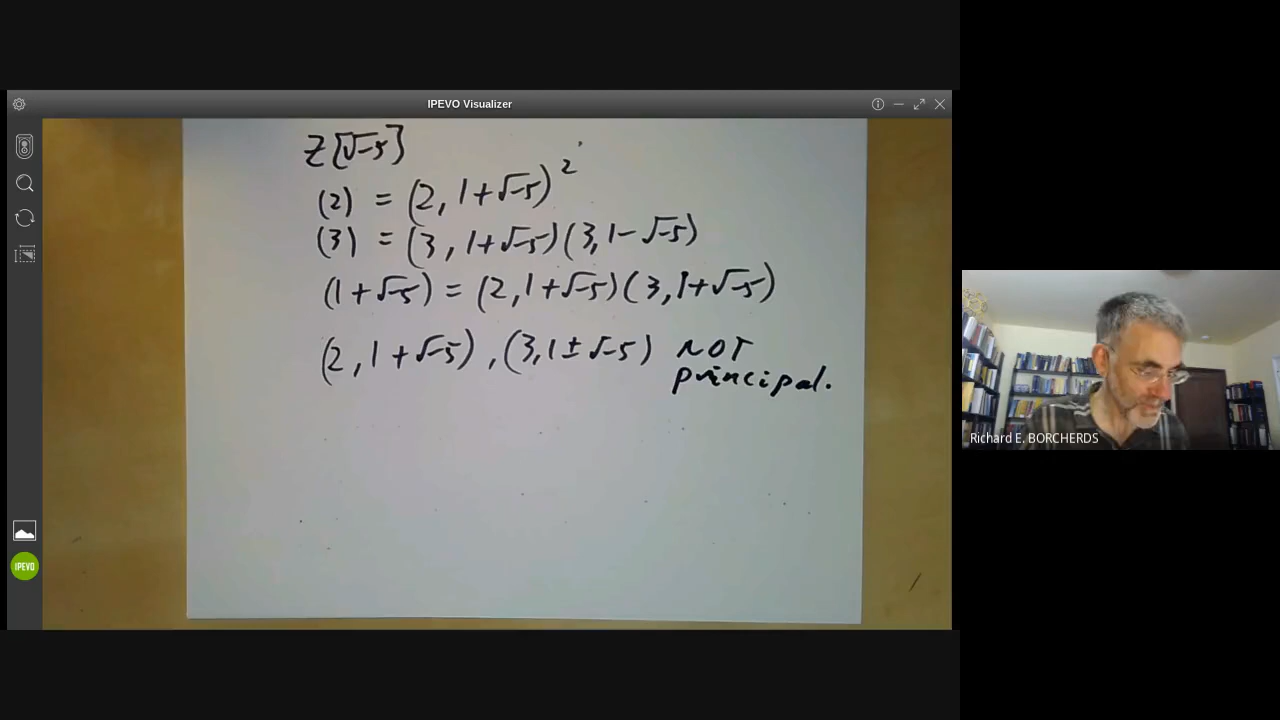 IPEVO Visualizer
Z[√-5]
(2) = (2, 1+√-5)²
(3) = (3, 1+√-5)(3, 1-√-5)
(1+√-5) = (2, 1+√-5)(3, 1+√-5)
(2, 1+√-5), (3, 1±√-5) NOT
principal.
Richard E. BORCHERDS
IPEVO